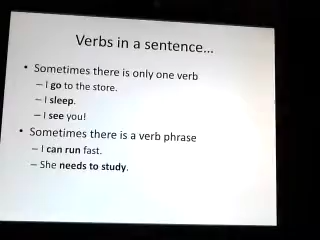 Verbs in a sentence...
• Sometimes there is only one verb
– I go to the store.
– I sleep.
– I see you!
• Sometimes there is a verb phrase
– I can run fast.
– She needs to study.